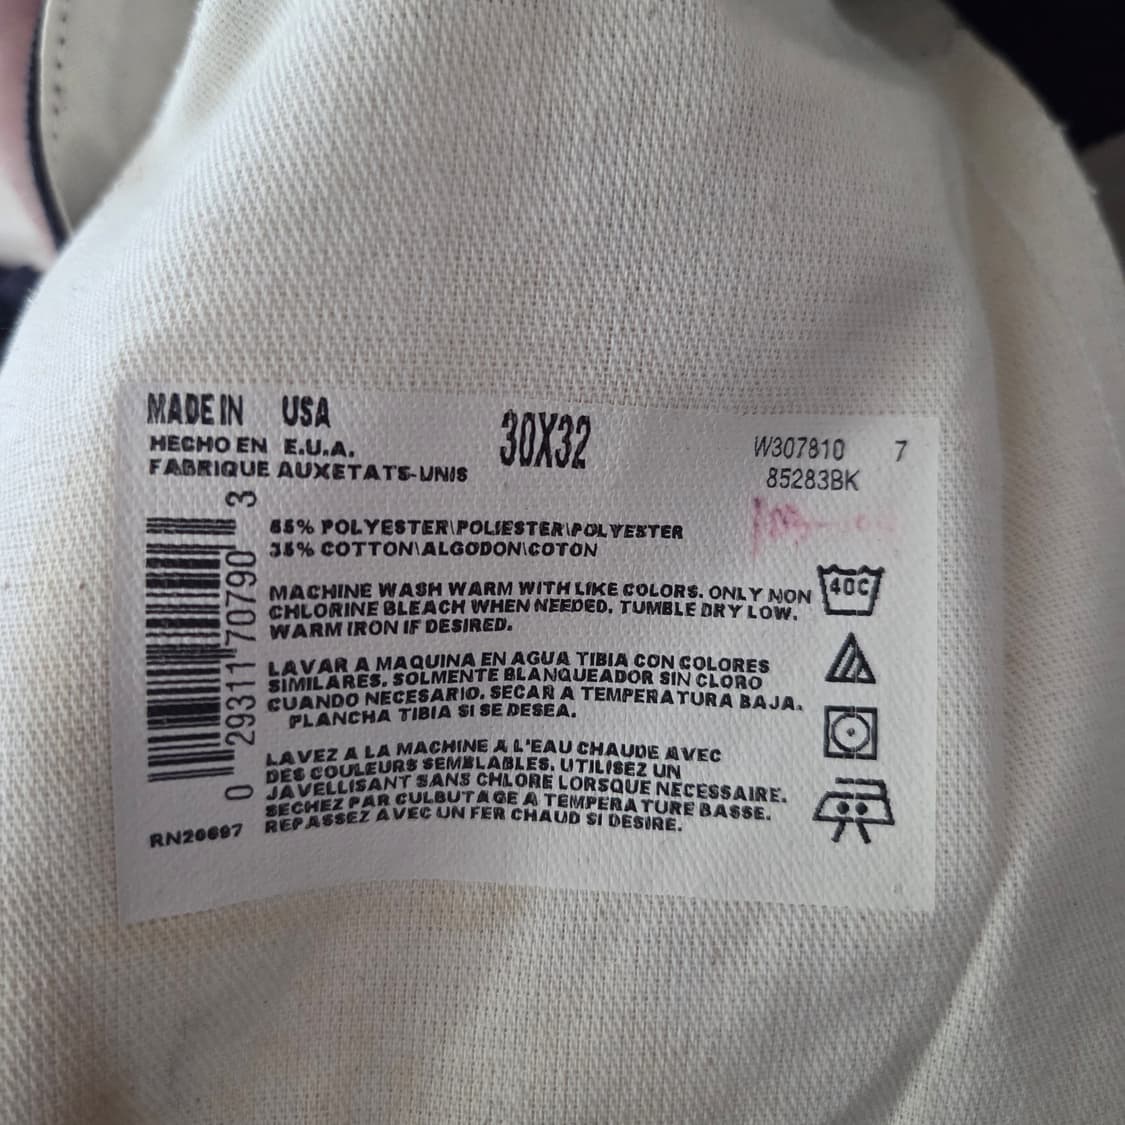 MADE IN USA
HECHO EN E.U.A.
FABRIQUE AUXETATS-UNIS
30X32
W307810 7
85283BK
0 29311 70790 3
65% POLYESTER\POLIESTER\POLYESTER
35% COTTON\ALGODON\COTON
MACHINE WASH WARM WITH LIKE COLORS. ONLY NON
CHLORINE BLEACH WHEN NEEDED. TUMBLE DRY LOW.
WARM IRON IF DESIRED.
40C
LAVAR A MAQUINA EN AGUA TIBIA CON COLORES
SIMILARES. SOLMENTE BLANQUEADOR SIN CLORO
CUANDO NECESARIO. SECAR A TEMPERATURA BAJA.
PLANCHA TIBIA SI SE DESEA.
LAVEZ A LA MACHINE A L'EAU CHAUDE AVEC
DES COULEURS SEMBLABLES. UTILISEZ UN
JAVELLISANT SANS CHLORE LORSQUE NECESSAIRE.
SECHEZ PAR CULBUTAGE A TEMPERATURE BASSE.
REPASSEZ AVEC UN FER CHAUD SI DESIRE.
RN20697